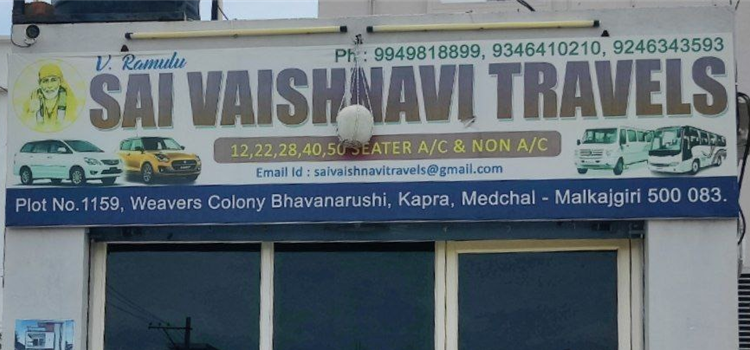 V. Ramulu
Ph : 9949818899, 9346410210, 9246343593
SAI VAISHNAVI TRAVELS
12,22,28,40,50 SEATER A/C & NON A/C
Email Id : saivaishnavitravels@gmail.com
Plot No.1159, Weavers Colony Bhavanarushi, Kapra, Medchal - Malkajgiri 500 083.